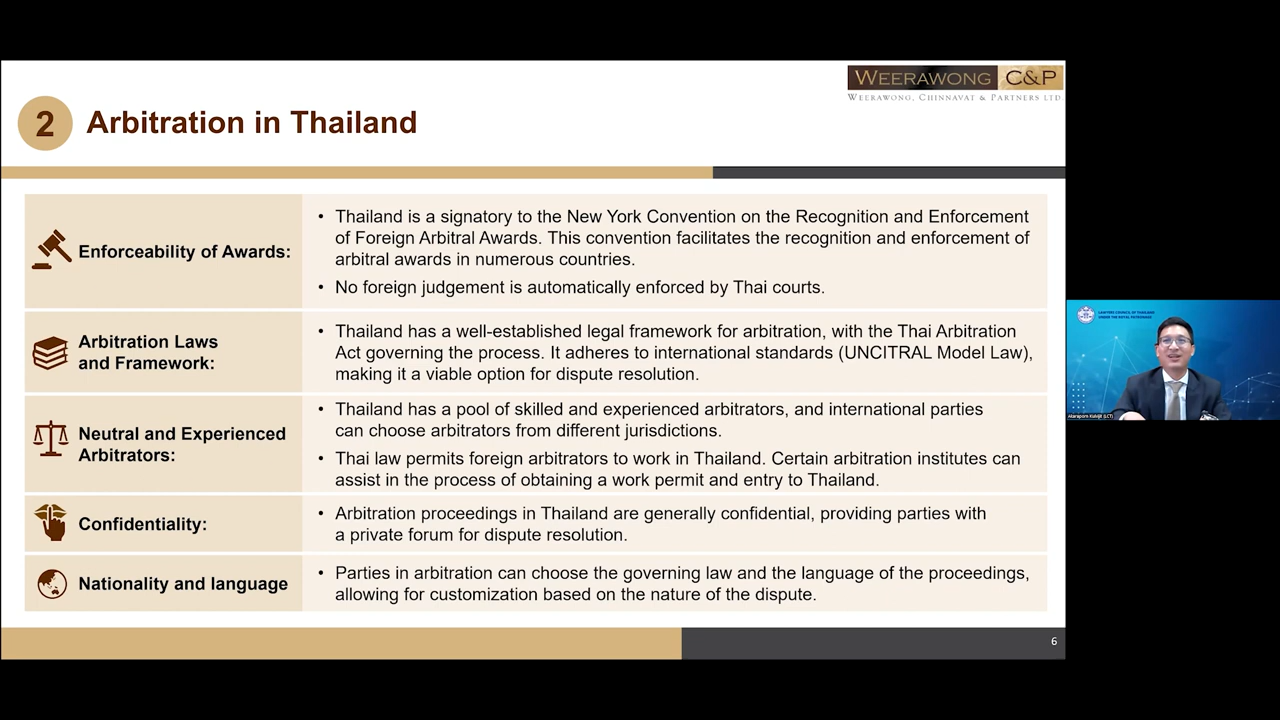 WEERAWONG C&P
WEERAWONG, CHINNAVAT & PARTNERS LTD.
2
Arbitration in Thailand
Enforceability of Awards:
• Thailand is a signatory to the New York Convention on the Recognition and Enforcement
of Foreign Arbitral Awards. This convention facilitates the recognition and enforcement of
arbitral awards in numerous countries.
• No foreign judgement is automatically enforced by Thai courts.
Arbitration Laws
and Framework:
• Thailand has a well-established legal framework for arbitration, with the Thai Arbitration
Act governing the process. It adheres to international standards (UNCITRAL Model Law),
making it a viable option for dispute resolution.
Neutral and Experienced
Arbitrators:
• Thailand has a pool of skilled and experienced arbitrators, and international parties
can choose arbitrators from different jurisdictions.
• Thai law permits foreign arbitrators to work in Thailand. Certain arbitration institutes can
assist in the process of obtaining a work permit and entry to Thailand.
Confidentiality:
• Arbitration proceedings in Thailand are generally confidential, providing parties with
a private forum for dispute resolution.
Nationality and language
• Parties in arbitration can choose the governing law and the language of the proceedings,
allowing for customization based on the nature of the dispute.
6
LAWYERS COUNCIL OF THAILAND
UNDER THE ROYAL PATRONAGE
(LCT)